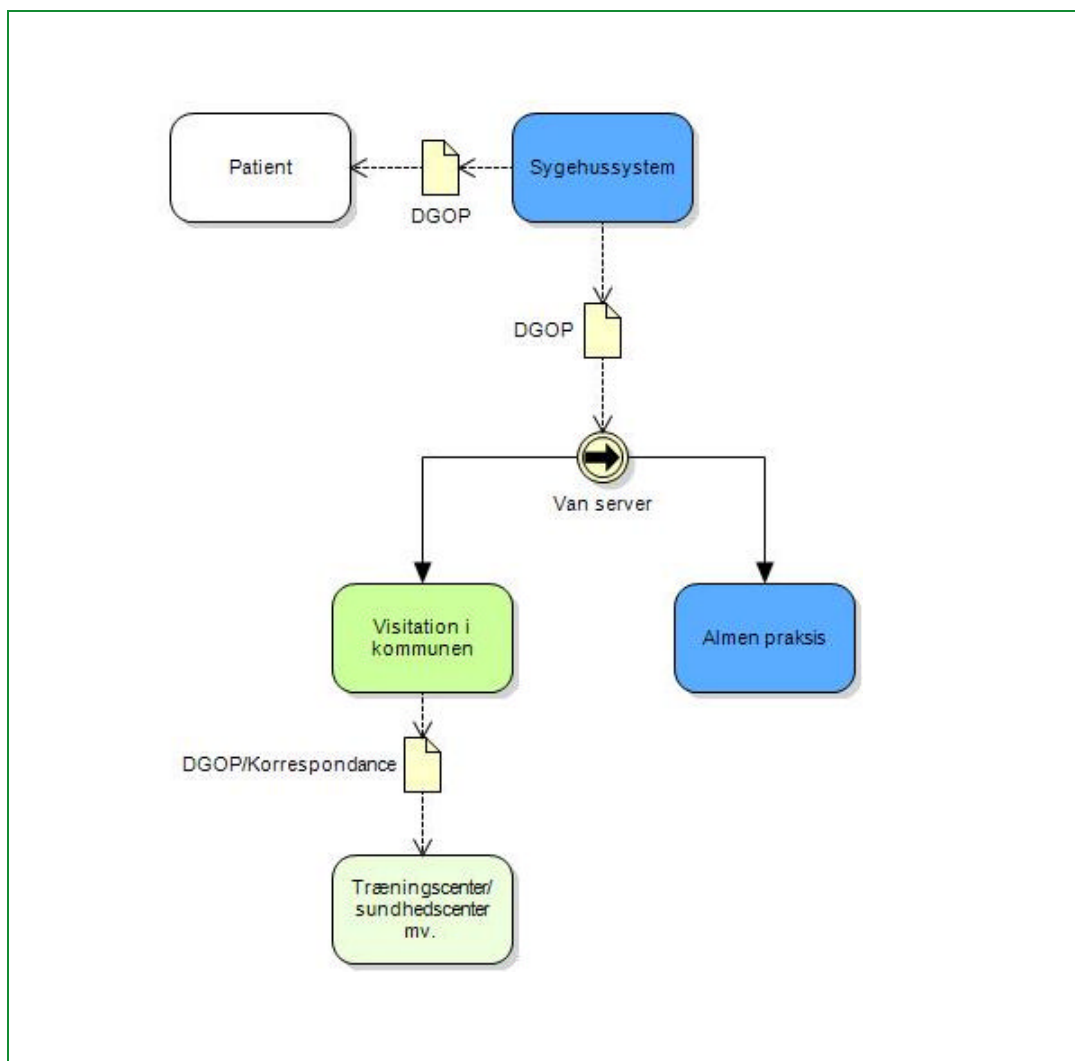 Patient
Sygehussystem
DGOP
DGOP
Van server
Visitation i
kommunen
Almen praksis
DGOP/Korrespondance
Træningscenter/
sundhedscenter
mv.